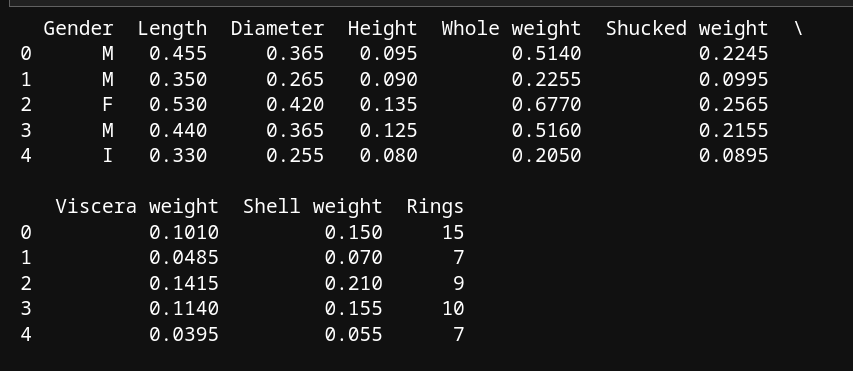 Gender Length Diameter Height Whole weight Shucked weight \
0 M 0.455 0.365 0.095 0.5140 0.2245
1 M 0.350 0.265 0.090 0.2255 0.0995
2 F 0.530 0.420 0.135 0.6770 0.2565
3 M 0.440 0.365 0.125 0.5160 0.2155
4 I 0.330 0.255 0.080 0.2050 0.0895
Viscera weight Shell weight Rings
0 0.1010 0.150 15
1 0.0485 0.070 7
2 0.1415 0.210 9
3 0.1140 0.155 10
4 0.0395 0.055 7